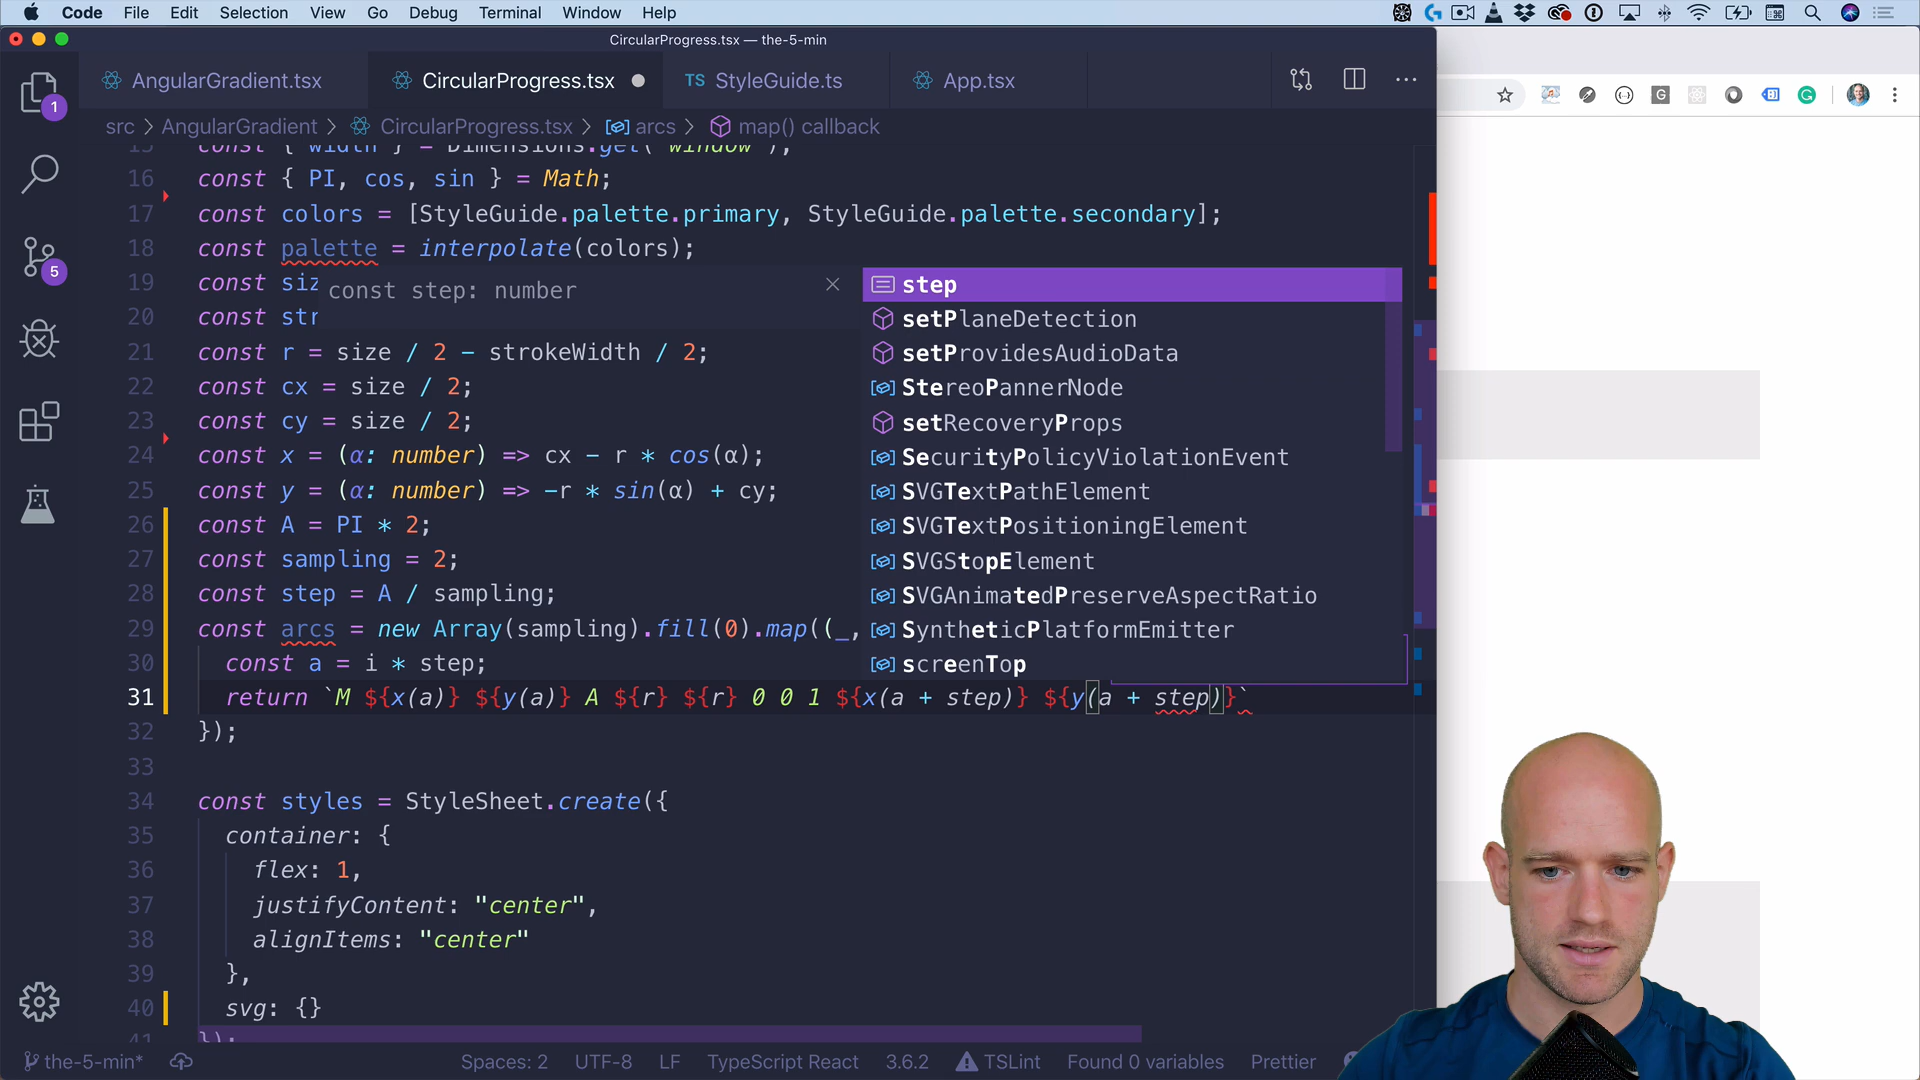 Code File Edit Selection View Go Debug Terminal Window Help
CircularProgress.tsx — the-5-min
AngularGradient.tsx CircularProgress.tsx TS StyleGuide.ts App.tsx
src > AngularGradient > CircularProgress.tsx > arcs > map() callback
15 const { width } = Dimensions.get("window");
16 const { PI, cos, sin } = Math;
17 const colors = [StyleGuide.palette.primary, StyleGuide.palette.secondary];
18 const palette = interpolate(colors);
19 const siz
const step: number
20 const str
21 const r = size / 2 - strokeWidth / 2;
22 const cx = size / 2;
23 const cy = size / 2;
24 const x = (α: number) => cx - r * cos(α);
25 const y = (α: number) => -r * sin(α) + cy;
26 const A = PI * 2;
27 const sampling = 2;
28 const step = A / sampling;
29 const arcs = new Array(sampling).fill(0).map((_,
30 const a = i * step;
31 return `M ${x(a)} ${y(a)} A ${r} ${r} 0 0 1 ${x(a + step)} ${y(a + step)}`
32 });
33
34 const styles = StyleSheet.create({
35 container: {
36 flex: 1,
37 justifyContent: "center",
38 alignItems: "center"
39 },
40 svg: {}
41 });
step
setPlaneDetection
setProvidesAudioData
StereoPannerNode
setRecoveryProps
SecurityPolicyViolationEvent
SVGTextPathElement
SVGTextPositioningElement
SVGStopElement
SVGAnimatedPreserveAspectRatio
SyntheticPlatformEmitter
screenTop
1
5
the-5-min* Spaces: 2 UTF-8 LF TypeScript React 3.6.2 TSLint Found 0 variables Prettier